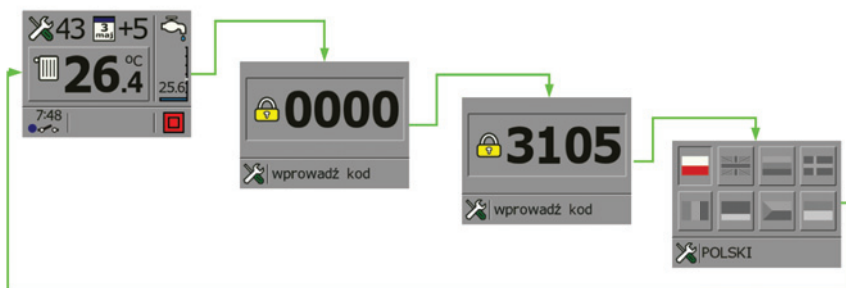 43 3 maj +5
26.4 °C
25.6
7:48
0000
wprowadź kod
3105
wprowadź kod
POLSKI